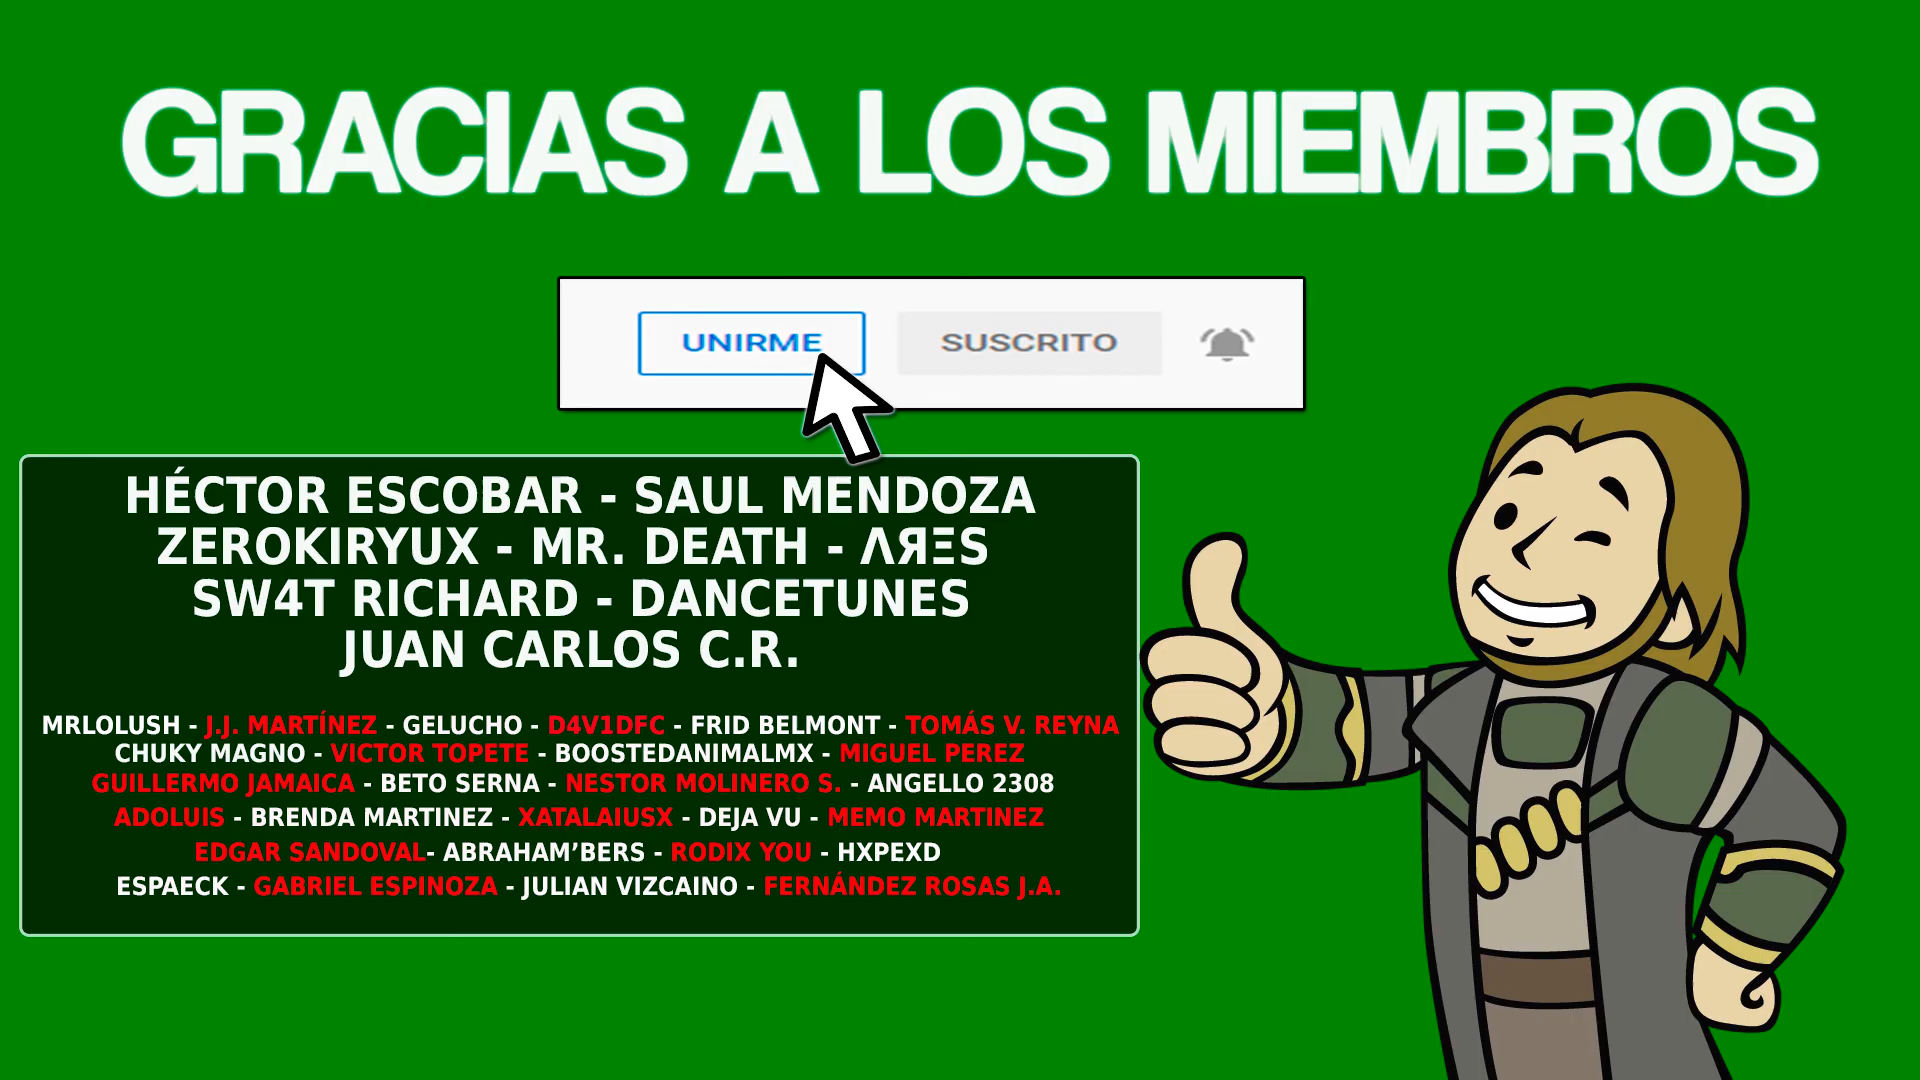 GRACIAS A LOS MIEMBROS
UNIRME SUSCRITO
HÉCTOR ESCOBAR - SAUL MENDOZA
ZEROKIRYUX - MR. DEATH - ΛЯΞS
SW4T RICHARD - DANCETUNES
JUAN CARLOS C.R.
MRLOLUSH - J.J. MARTÍNEZ - GELUCHO - D4V1DFC - FRID BELMONT - TOMÁS V. REYNA
CHUKY MAGNO - VICTOR TOPETE - BOOSTEDANIMALMX - MIGUEL PEREZ
GUILLERMO JAMAICA - BETO SERNA - NESTOR MOLINERO S. - ANGELLO 2308
ADOLUIS - BRENDA MARTINEZ - XATALAIUSX - DEJA VU - MEMO MARTINEZ
EDGAR SANDOVAL- ABRAHAM’BERS - RODIX YOU - HXPEXD
ESPAECK - GABRIEL ESPINOZA - JULIAN VIZCAINO - FERNÁNDEZ ROSAS J.A.